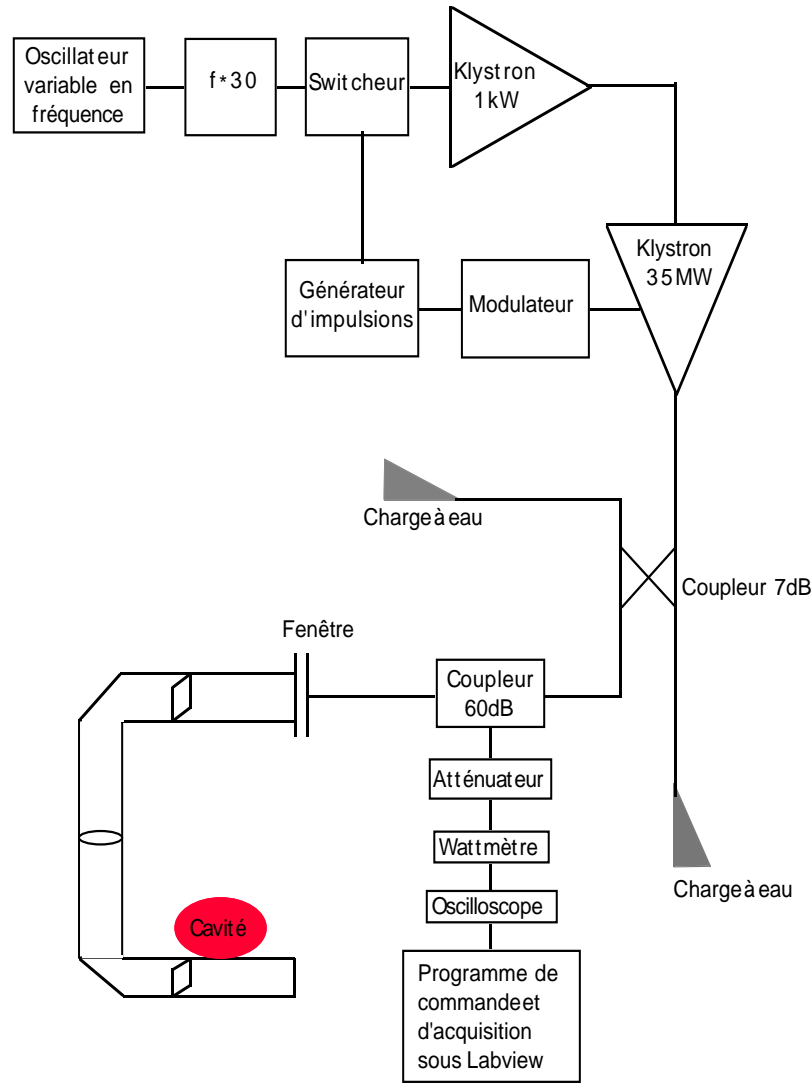 Oscillateur
variable en
fréquence
f*30
Switcheur
Klystron
1kW
Klystron
35MW
Générateur
d'impulsions
Modulateur
Charge à eau
Coupleur 7dB
Fenêtre
Coupleur
60dB
Atténuateur
Wattmètre
Oscilloscope
Charge à eau
Cavité
Programme de
commande et
d'acquisition
sous Labview